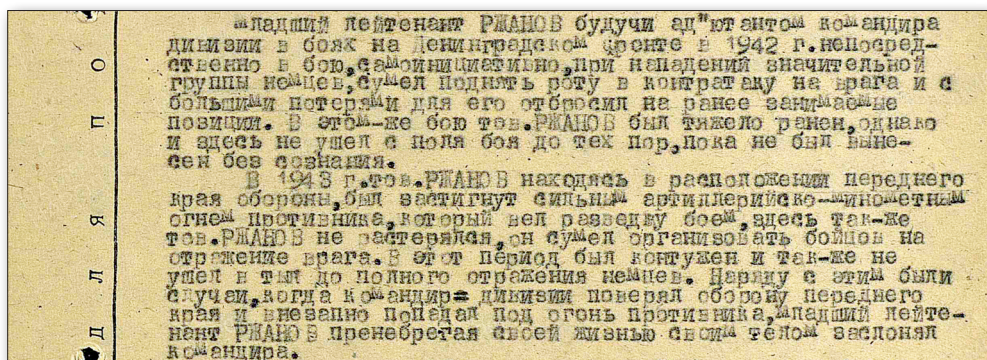 младший лейтенант РЖАНОВ будучи ад"ютантом командира
дивизии в боях на Ленинградском фронте в 1942 г.непосред-
ственно в бою,самоинициативно,при нападений значительной
группы немцев,сумел поднять роту в контратаку на врага и с
большими потерями для его отбросил на ранее занимаемые
позиции. В этом-же бою тов.РЖАНОВ был тяжело ранен,однако
и здесь не ушел с поля боя до тех пор,пока не был выне-
сен без сознания.
В 1943 г.тов.РЖАНОВ находясь в расположении переднего
края обороны,был застигнут сильным артиллерийско-минометным
огнем противника,который вел разведку боем,здесь так-же
тов.РЖАНОВ не растерялся,он сумел организовать бойцов на
отражение врага.В этот период был контужен и так-же не
ушел в тыл до полного отражения немцев. Наряду с этим были
случаи,когда командир= дивизии поверял оборону переднего
края и внезапно попадал под огонь противника,младший лейте-
нант РЖАНОВ пренебрегая своей жизнью своим телом заслонял
командира.
Д Л Я П О